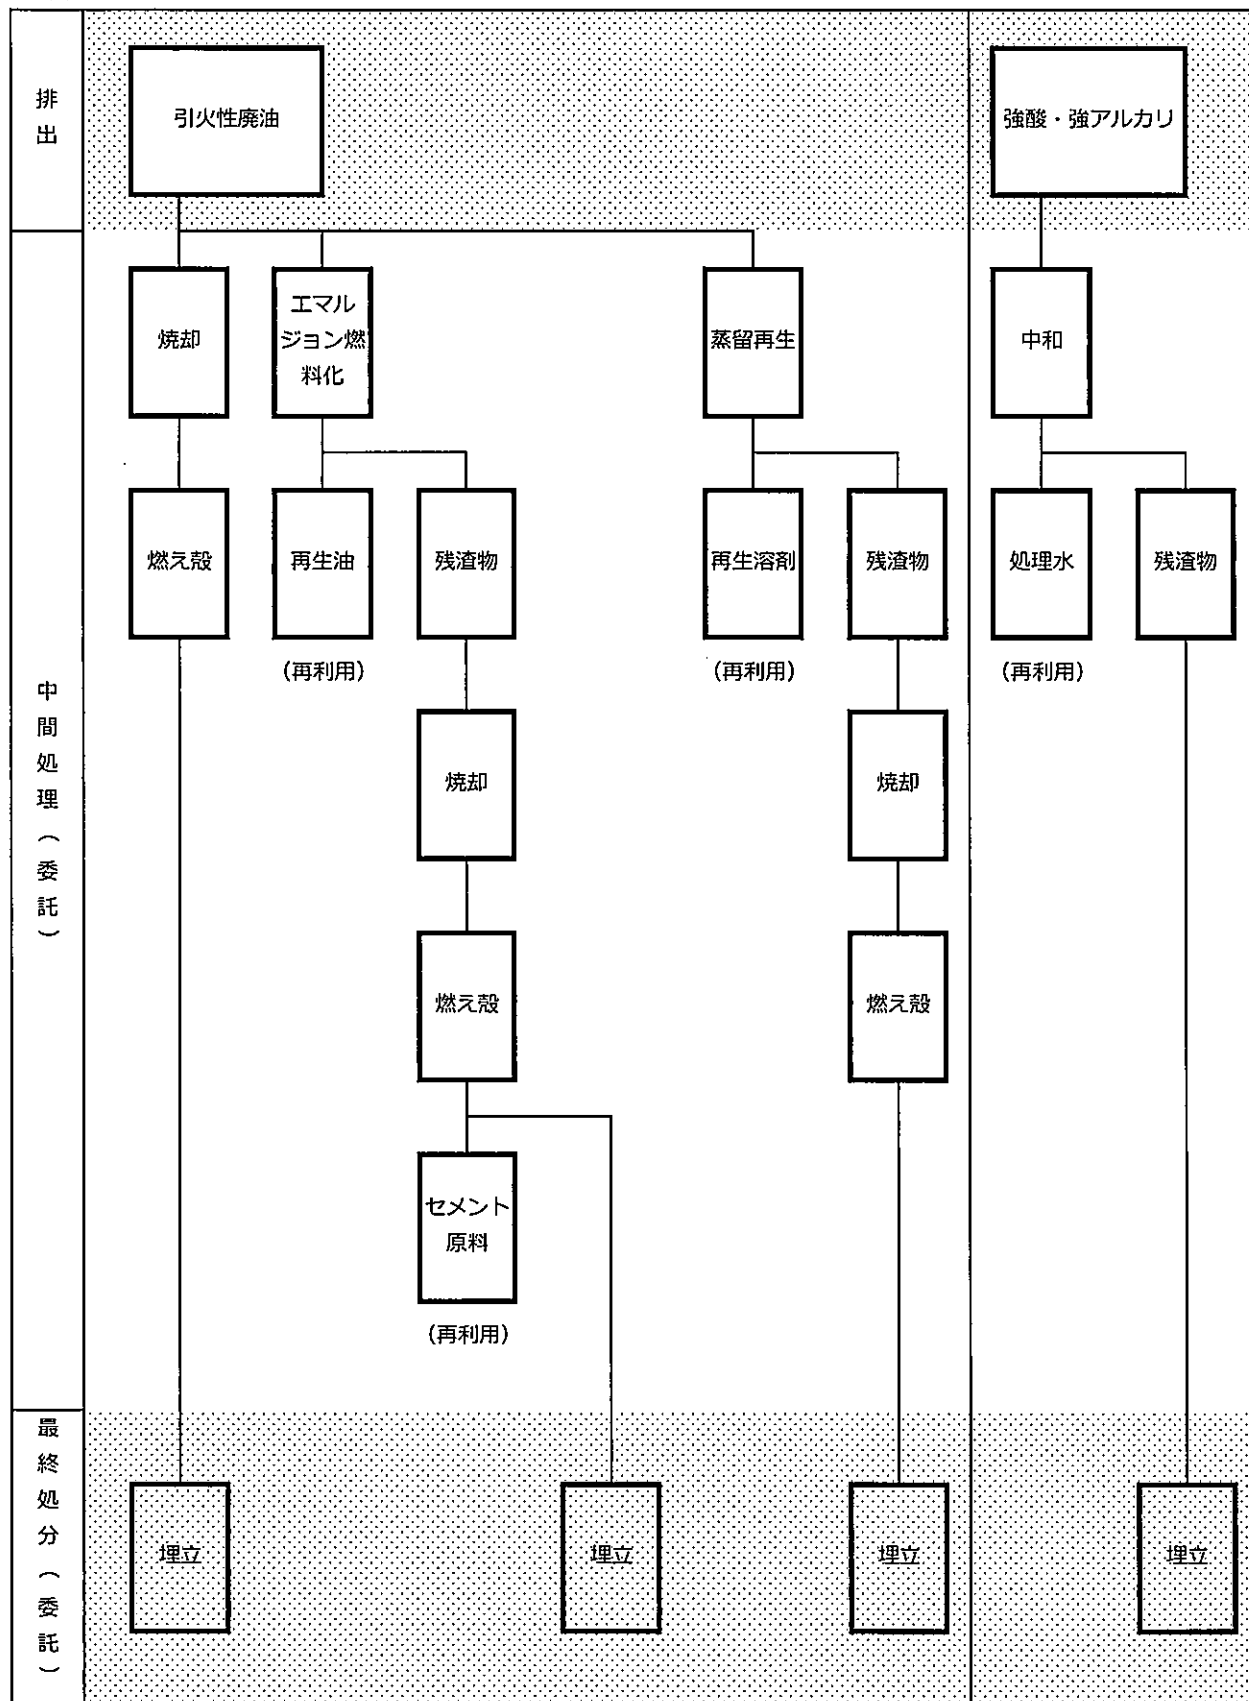 排出
引火性廃油
強酸・強アルカリ
中間処理（委託）
焼却
エマル
ジョン燃
料化
蒸留再生
中和
燃え殻
再生油
残渣物
再生溶剤
残渣物
処理水
残渣物
（再利用）
（再利用）
（再利用）
焼却
焼却
燃え殻
燃え殻
セメント
原料
（再利用）
最終処分（委託）
埋立
埋立
埋立
埋立